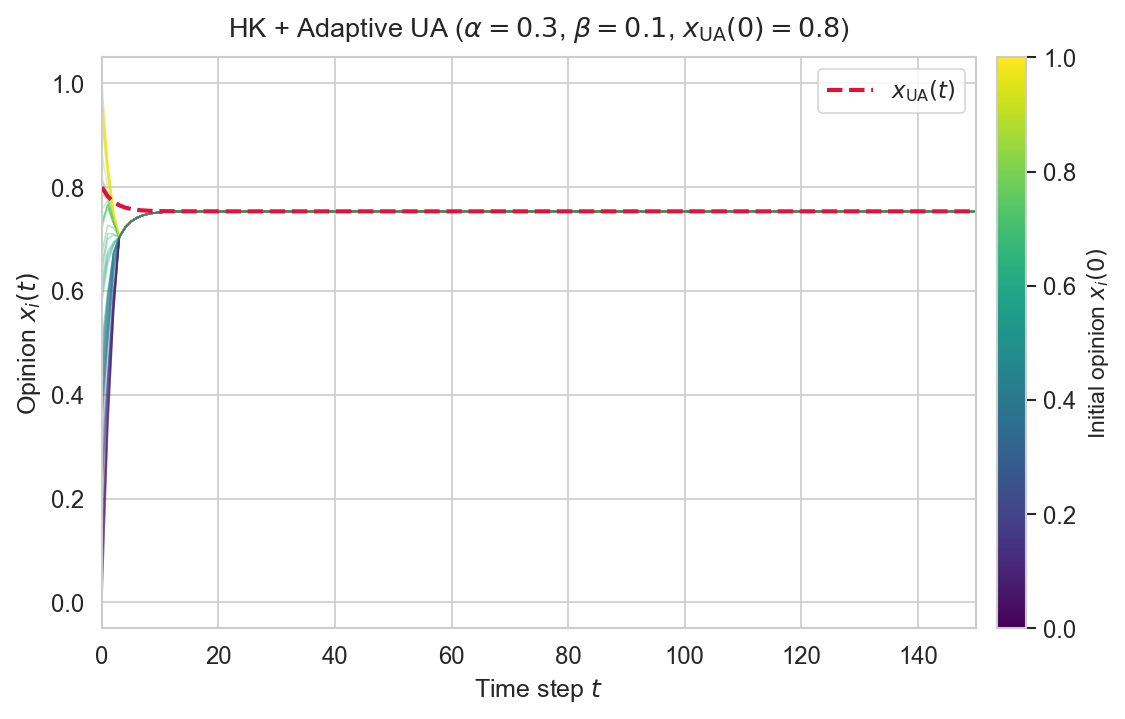 HK + Adaptive UA (α = 0.3, β = 0.1, x_UA(0) = 0.8)
x_UA(t)
1.0
0.8
0.6
0.4
0.2
0.0
Opinion x_i(t)
0 20 40 60 80 100 120 140
Time step t
1.0
0.8
0.6
0.4
0.2
0.0
Initial opinion x_i(0)